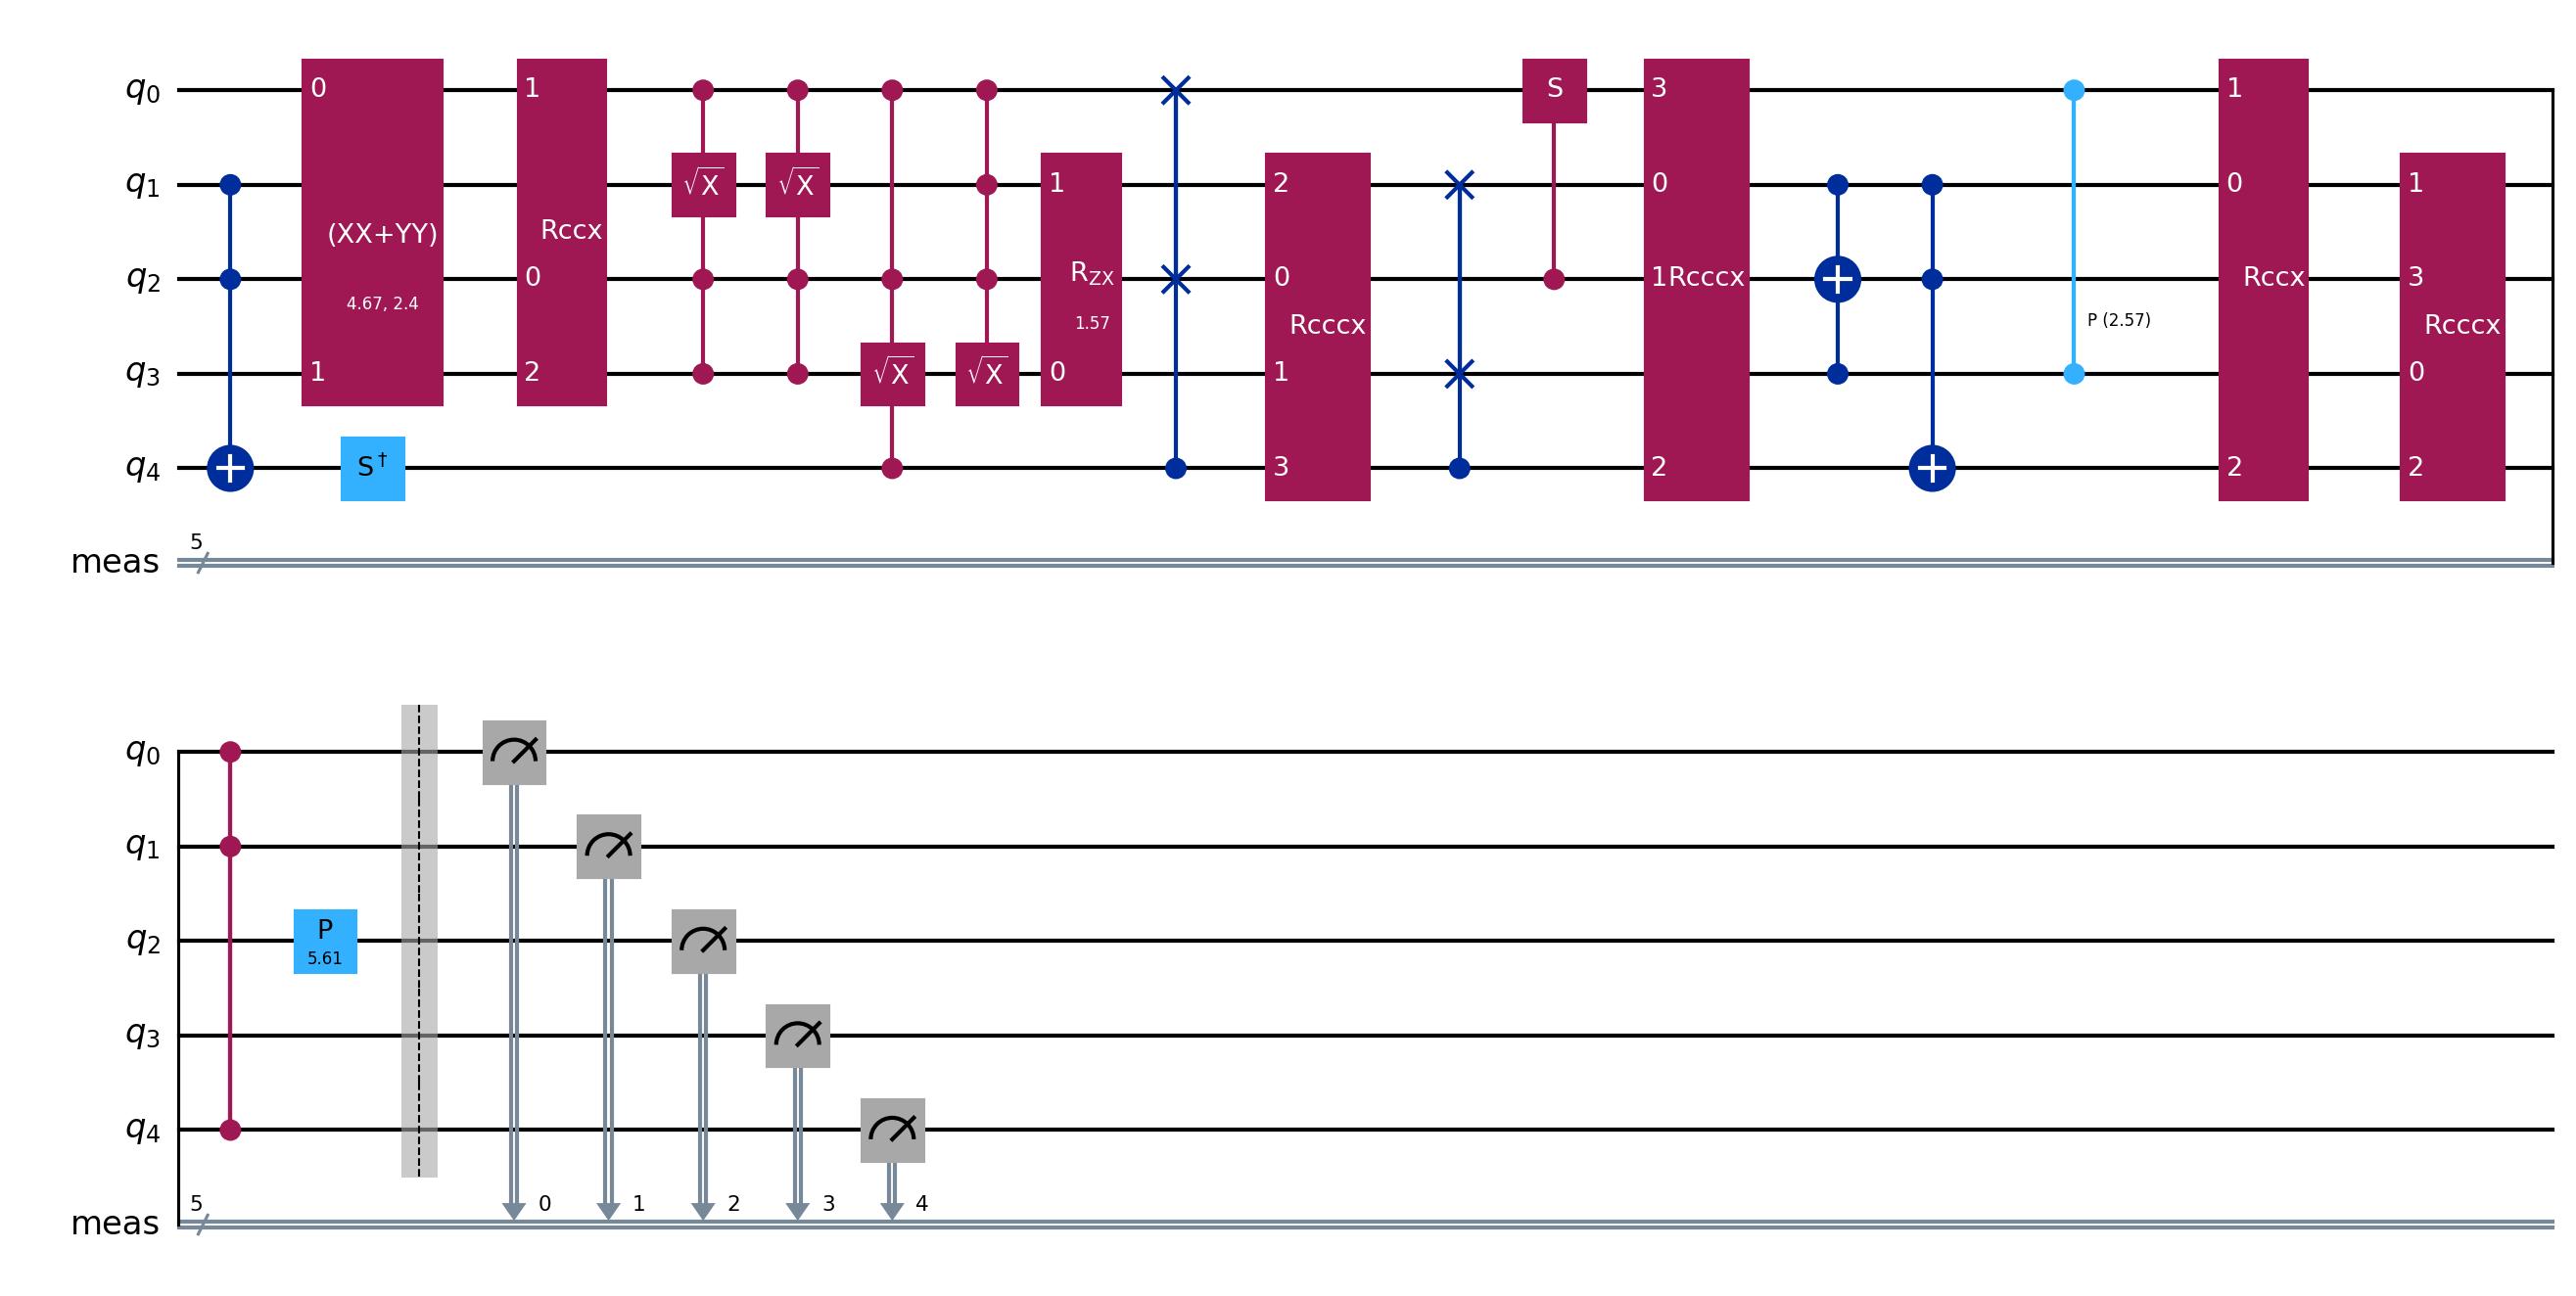 q0 0 1 S 3 1
q1 √X √X 1 2 0 0 1
(XX+YY) Rccx
q2 0 RZX 0 1Rcccx Rccx 3
4.67, 2.4 1.57 Rcccx P (2.57) Rcccx
q3 1 2 √X √X 0 1 0
q4 S† 3 2 2 2
5
meas
q0
q1
q2 P
5.61
q3
q4
5 0 1 2 3 4
meas